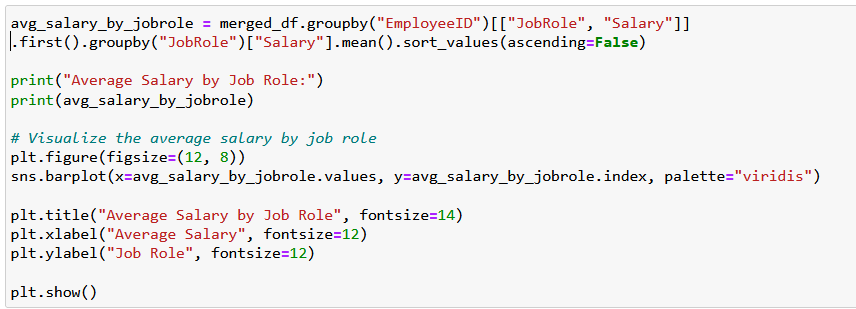 avg_salary_by_jobrole = merged_df.groupby("EmployeeID")[["JobRole", "Salary"]]
.first().groupby("JobRole")["Salary"].mean().sort_values(ascending=False)
print("Average Salary by Job Role:")
print(avg_salary_by_jobrole)
# Visualize the average salary by job role
plt.figure(figsize=(12, 8))
sns.barplot(x=avg_salary_by_jobrole.values, y=avg_salary_by_jobrole.index, palette="viridis")
plt.title("Average Salary by Job Role", fontsize=14)
plt.xlabel("Average Salary", fontsize=12)
plt.ylabel("Job Role", fontsize=12)
plt.show()